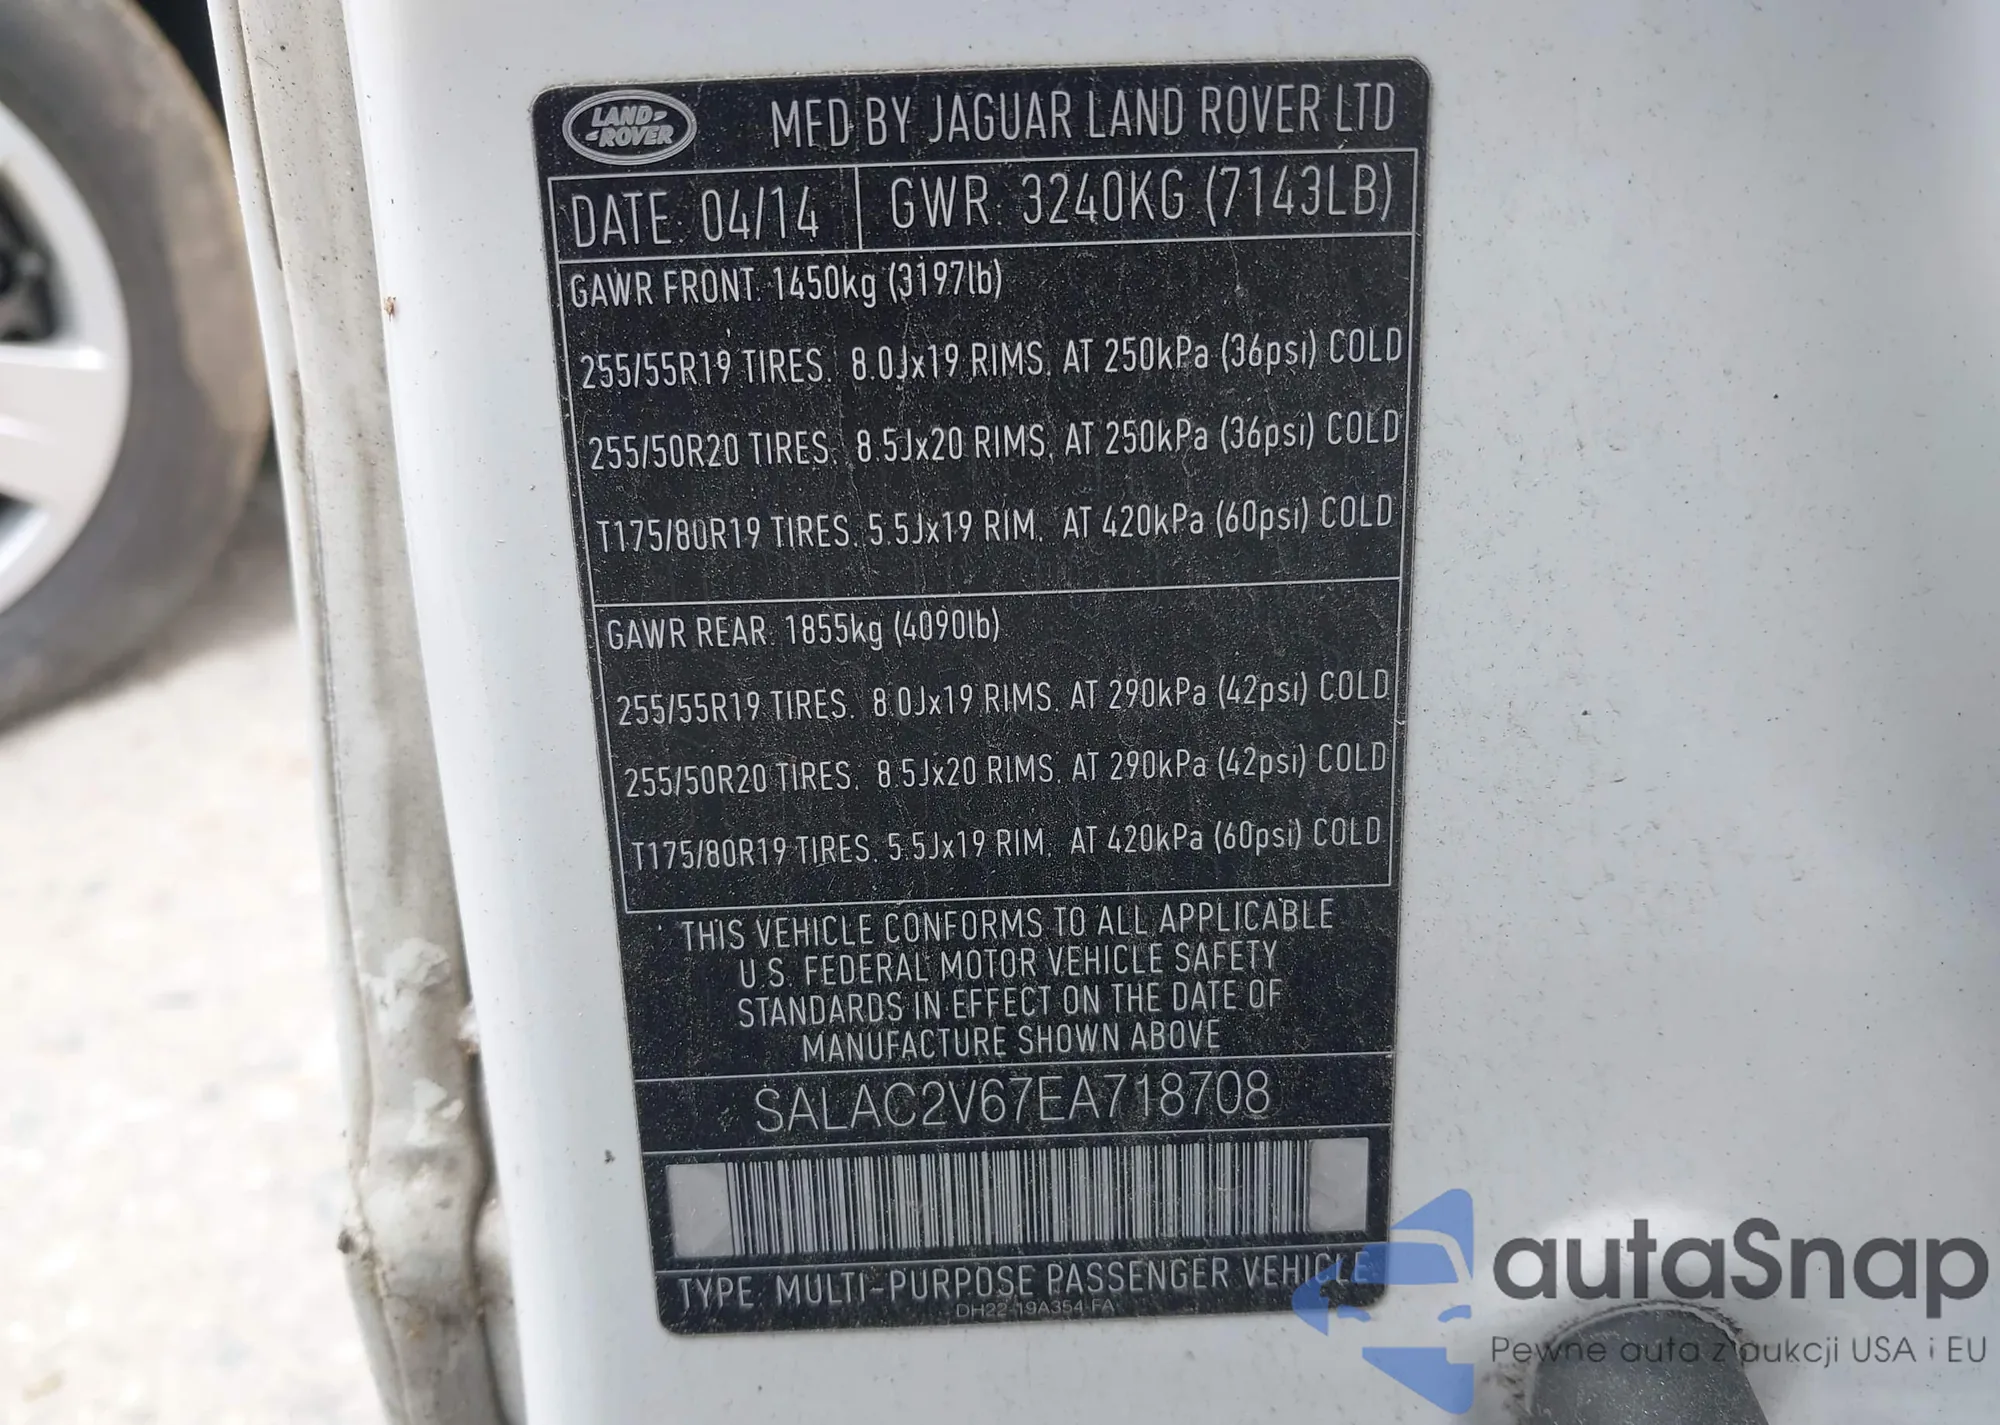 LAND
ROVER
MFD BY JAGUAR LAND ROVER LTD
DATE: 04/14 GWR: 3240KG (7143LB)
GAWR FRONT: 1450kg (3197lb)
255/55R19 TIRES, 8.0Jx19 RIMS, AT 250kPa (36psi) COLD
255/50R20 TIRES, 8.5Jx20 RIMS, AT 250kPa (36psi) COLD
T175/80R19 TIRES, 5.5Jx19 RIM, AT 420kPa (60psi) COLD
GAWR REAR: 1855kg (4090lb)
255/55R19 TIRES, 8.0Jx19 RIMS, AT 290kPa (42psi) COLD
255/50R20 TIRES, 8.5Jx20 RIMS, AT 290kPa (42psi) COLD
T175/80R19 TIRES, 5.5Jx19 RIM, AT 420kPa (60psi) COLD
THIS VEHICLE CONFORMS TO ALL APPLICABLE
U.S. FEDERAL MOTOR VEHICLE SAFETY
STANDARDS IN EFFECT ON THE DATE OF
MANUFACTURE SHOWN ABOVE
SALAC2V67EA718708
TYPE: MULTI-PURPOSE PASSENGER VEHICLE
DH22-19A354-FA
autaSnap
Pewne auta z aukcji USA i EU